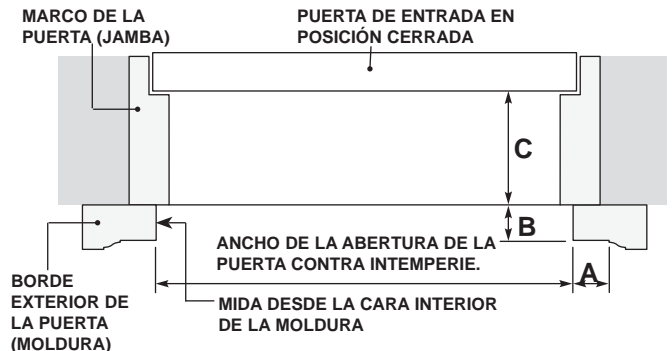 MARCO DE LA
PUERTA (JAMBA)
PUERTA DE ENTRADA EN
POSICIÓN CERRADA
C
B
ANCHO DE LA ABERTURA DE LA
PUERTA CONTRA INTEMPERIE.
A
BORDE
EXTERIOR DE
LA PUERTA
(MOLDURA)
MIDA DESDE LA CARA INTERIOR
DE LA MOLDURA